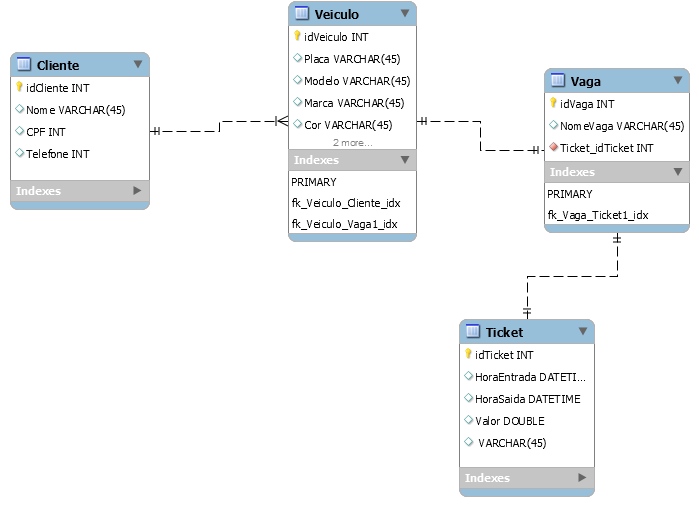 Cliente
idCliente INT
Nome VARCHAR(45)
CPF INT
Telefone INT
Indexes
Veiculo
idVeiculo INT
Placa VARCHAR(45)
Modelo VARCHAR(45)
Marca VARCHAR(45)
Cor VARCHAR(45)
2 more...
Indexes
PRIMARY
fk_Veiculo_Cliente_idx
fk_Veiculo_Vaga1_idx
Vaga
idVaga INT
NomeVaga VARCHAR(45)
Ticket_idTicket INT
Indexes
PRIMARY
fk_Vaga_Ticket1_idx
Ticket
idTicket INT
HoraEntrada DATETI...
HoraSaida DATETIME
Valor DOUBLE
VARCHAR(45)
Indexes